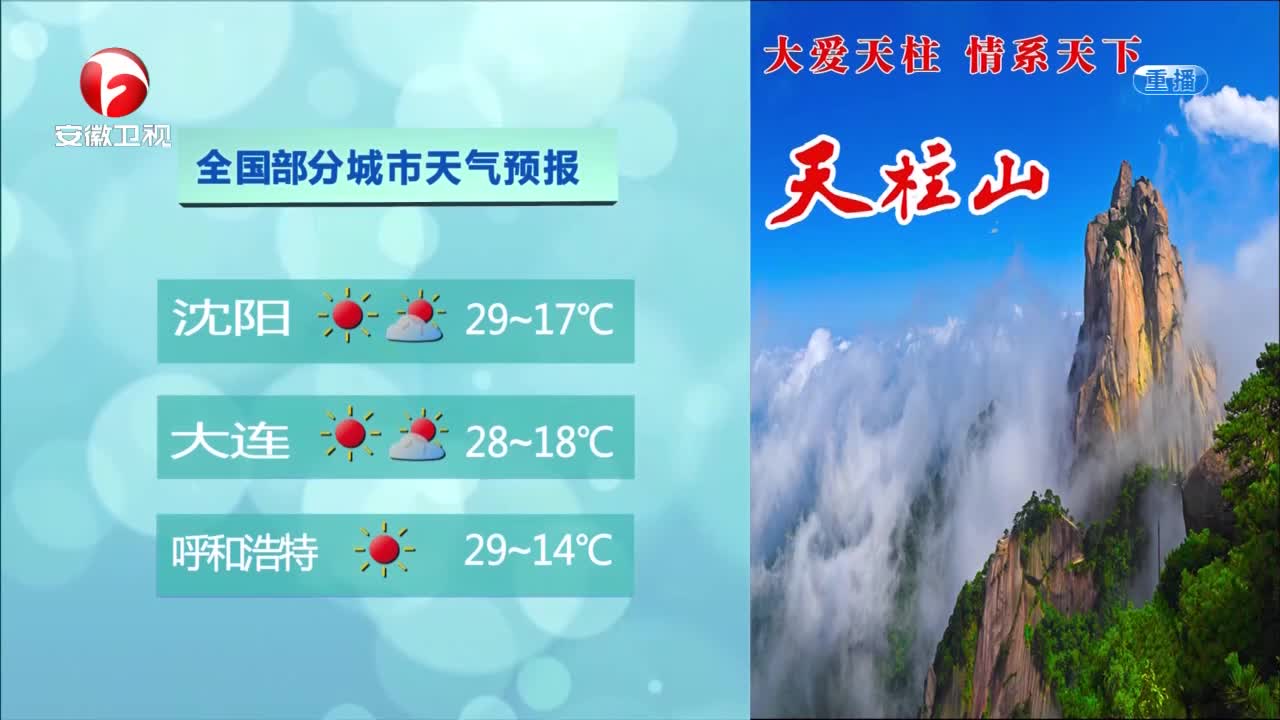 安徽卫视
全国部分城市天气预报
沈阳 29~17℃
大连 28~18℃
呼和浩特 29~14℃
大爱天柱 情系天下
重播
天柱山